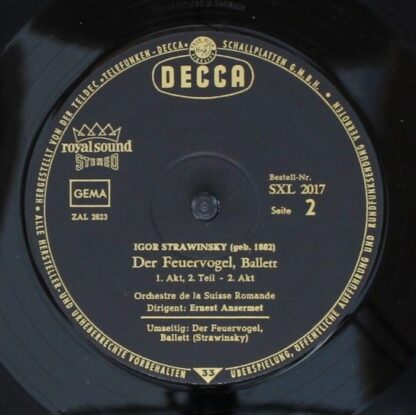 HERGESTELLT VON DER TELDEC »TELEFUNKEN-DECCA« SCHALLPLATTEN G.M.B.H.
DECCA
royal sound
STEREO
GEMA
ZAL 2623
Bestell-Nr.
SXL 2017
Seite 2
IGOR STRAWINSKY (geb. 1882)
Der Feuervogel, Ballett
1. Akt, 2. Teil - 2. Akt
Orchestre de la Suisse Romande
Dirigent: Ernest Ansermet
Umseitig: Der Feuervogel,
Ballett (Strawinsky)
ALLE HERSTELLER- UND URHEBERRECHTE VORBEHALTEN
33
ÜBERSPIELUNG, ÖFFENTLICHE AUFFÜHRUNG UND RUNDFUNKSENDUNG VERBOTEN